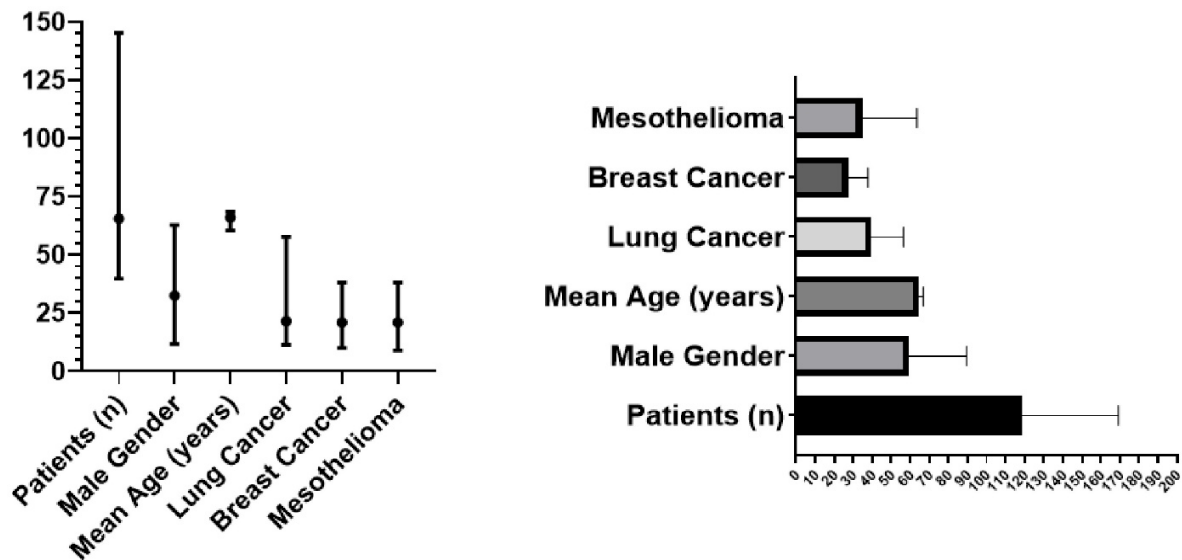 150
125
100
75
50
25
0
Patients (n)
Male Gender
Mean Age (years)
Lung Cancer
Breast Cancer
Mesothelioma
Mesothelioma
Breast Cancer
Lung Cancer
Mean Age (years)
Male Gender
Patients (n)
0 10 20 30 40 50 60 70 80 90 100 110 120 130 140 150 160 170 180 190 200